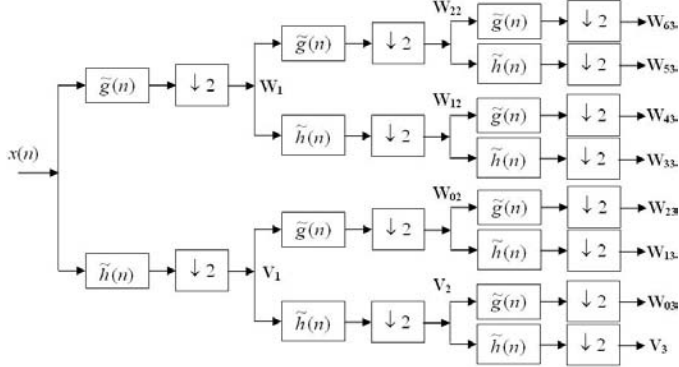 W₂₂ g̃(n) ↓ 2 W₆₃
g̃(n) ↓ 2
h̃(n) ↓ 2 W₅₃
g̃(n) ↓ 2 W₁
W₁₂ g̃(n) ↓ 2 W₄₃
h̃(n) ↓ 2
h̃(n) ↓ 2 W₃₃
x(n)
W₀₂ g̃(n) ↓ 2 W₂₃
g̃(n) ↓ 2
h̃(n) ↓ 2 W₁₃
h̃(n) ↓ 2 V₁
V₂ g̃(n) ↓ 2 W₀₃
h̃(n) ↓ 2
h̃(n) ↓ 2 V₃